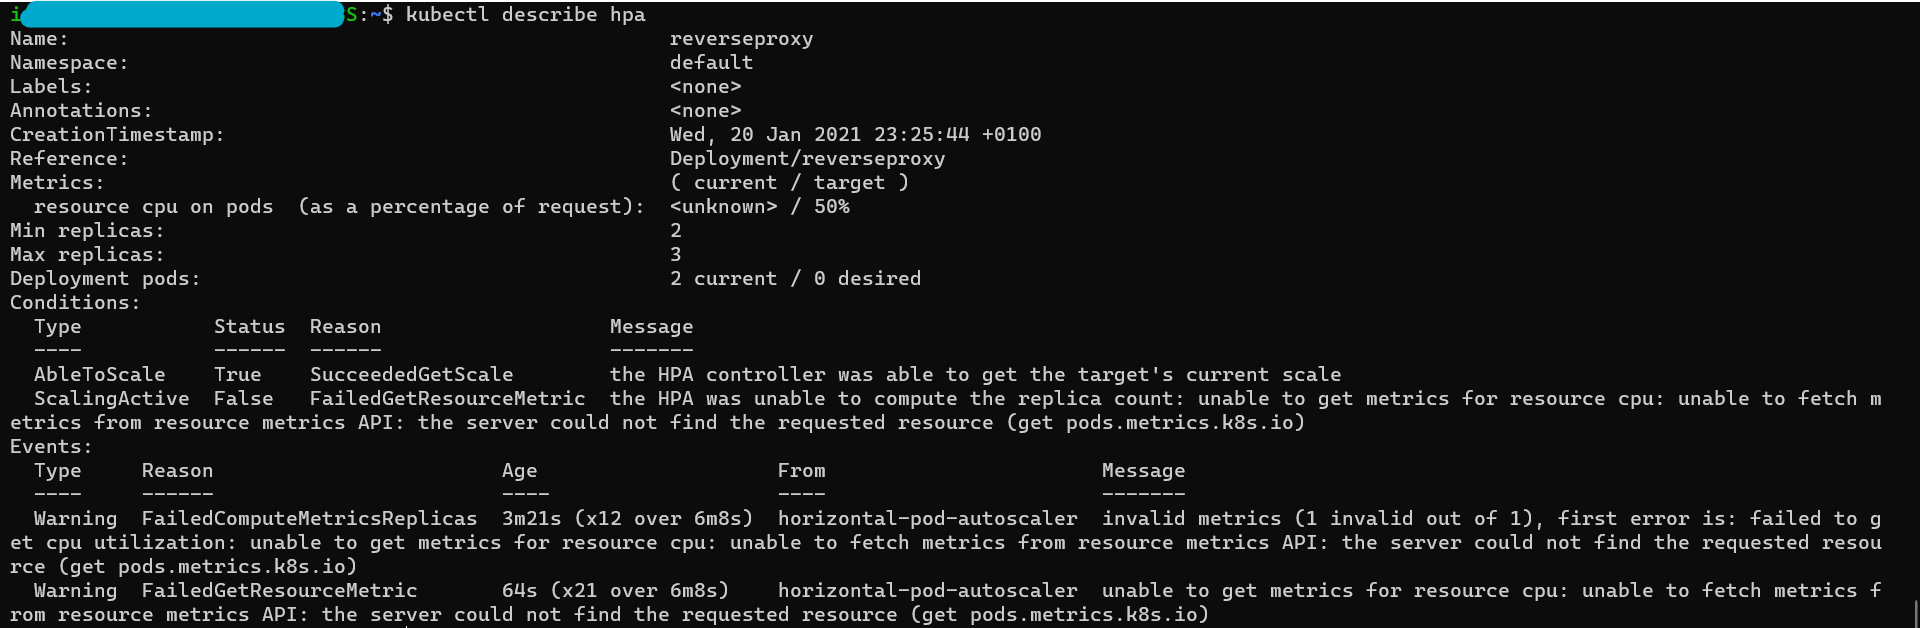 i S:~$ kubectl describe hpa
Name:                                                  reverseproxy
Namespace:                                             default
Labels:                                                <none>
Annotations:                                           <none>
CreationTimestamp:                                     Wed, 20 Jan 2021 23:25:44 +0100
Reference:                                             Deployment/reverseproxy
Metrics:                                               ( current / target )
  resource cpu on pods  (as a percentage of request):  <unknown> / 50%
Min replicas:                                          2
Max replicas:                                          3
Deployment pods:                                       2 current / 0 desired
Conditions:
  Type           Status  Reason                   Message
  ----           ------  ------                   -------
  AbleToScale    True    SucceededGetScale        the HPA controller was able to get the target's current scale
  ScalingActive  False   FailedGetResourceMetric  the HPA was unable to compute the replica count: unable to get metrics for resource cpu: unable to fetch m
etrics from resource metrics API: the server could not find the requested resource (get pods.metrics.k8s.io)
Events:
  Type     Reason                        Age                    From                       Message
  ----     ------                        ----                   ----                       -------
  Warning  FailedComputeMetricsReplicas  3m21s (x12 over 6m8s)  horizontal-pod-autoscaler  invalid metrics (1 invalid out of 1), first error is: failed to g
et cpu utilization: unable to get metrics for resource cpu: unable to fetch metrics from resource metrics API: the server could not find the requested resou
rce (get pods.metrics.k8s.io)
  Warning  FailedGetResourceMetric       64s (x21 over 6m8s)    horizontal-pod-autoscaler  unable to get metrics for resource cpu: unable to fetch metrics f
rom resource metrics API: the server could not find the requested resource (get pods.metrics.k8s.io)